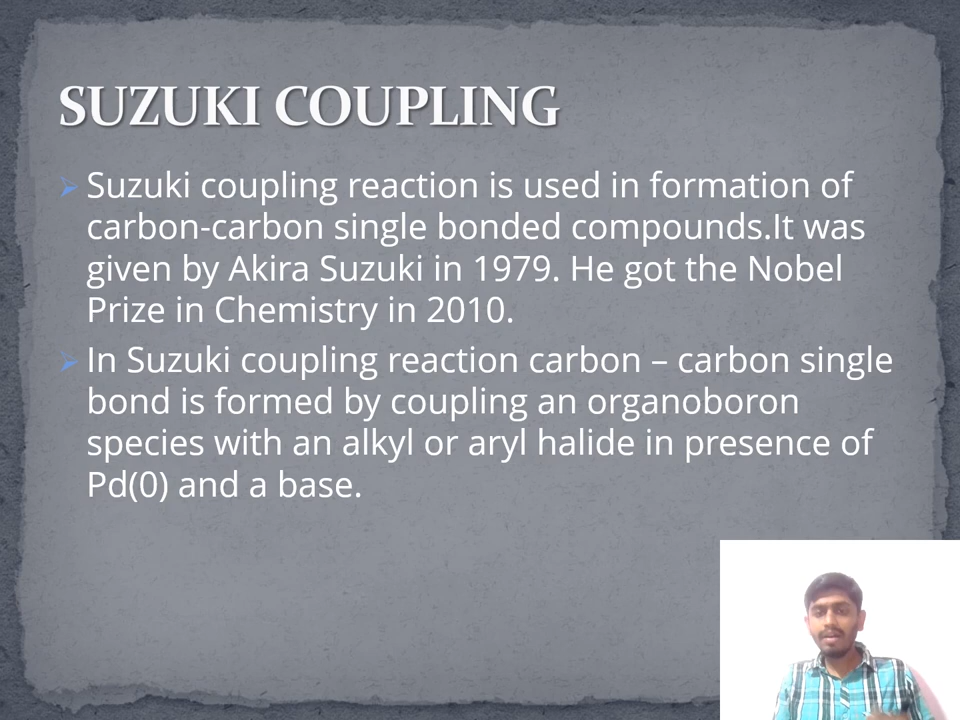 SUZUKI COUPLING
Suzuki coupling reaction is used in formation of
carbon-carbon single bonded compounds.It was
given by Akira Suzuki in 1979. He got the Nobel
Prize in Chemistry in 2010.
In Suzuki coupling reaction carbon – carbon single
bond is formed by coupling an organoboron
species with an alkyl or aryl halide in presence of
Pd(0) and a base.